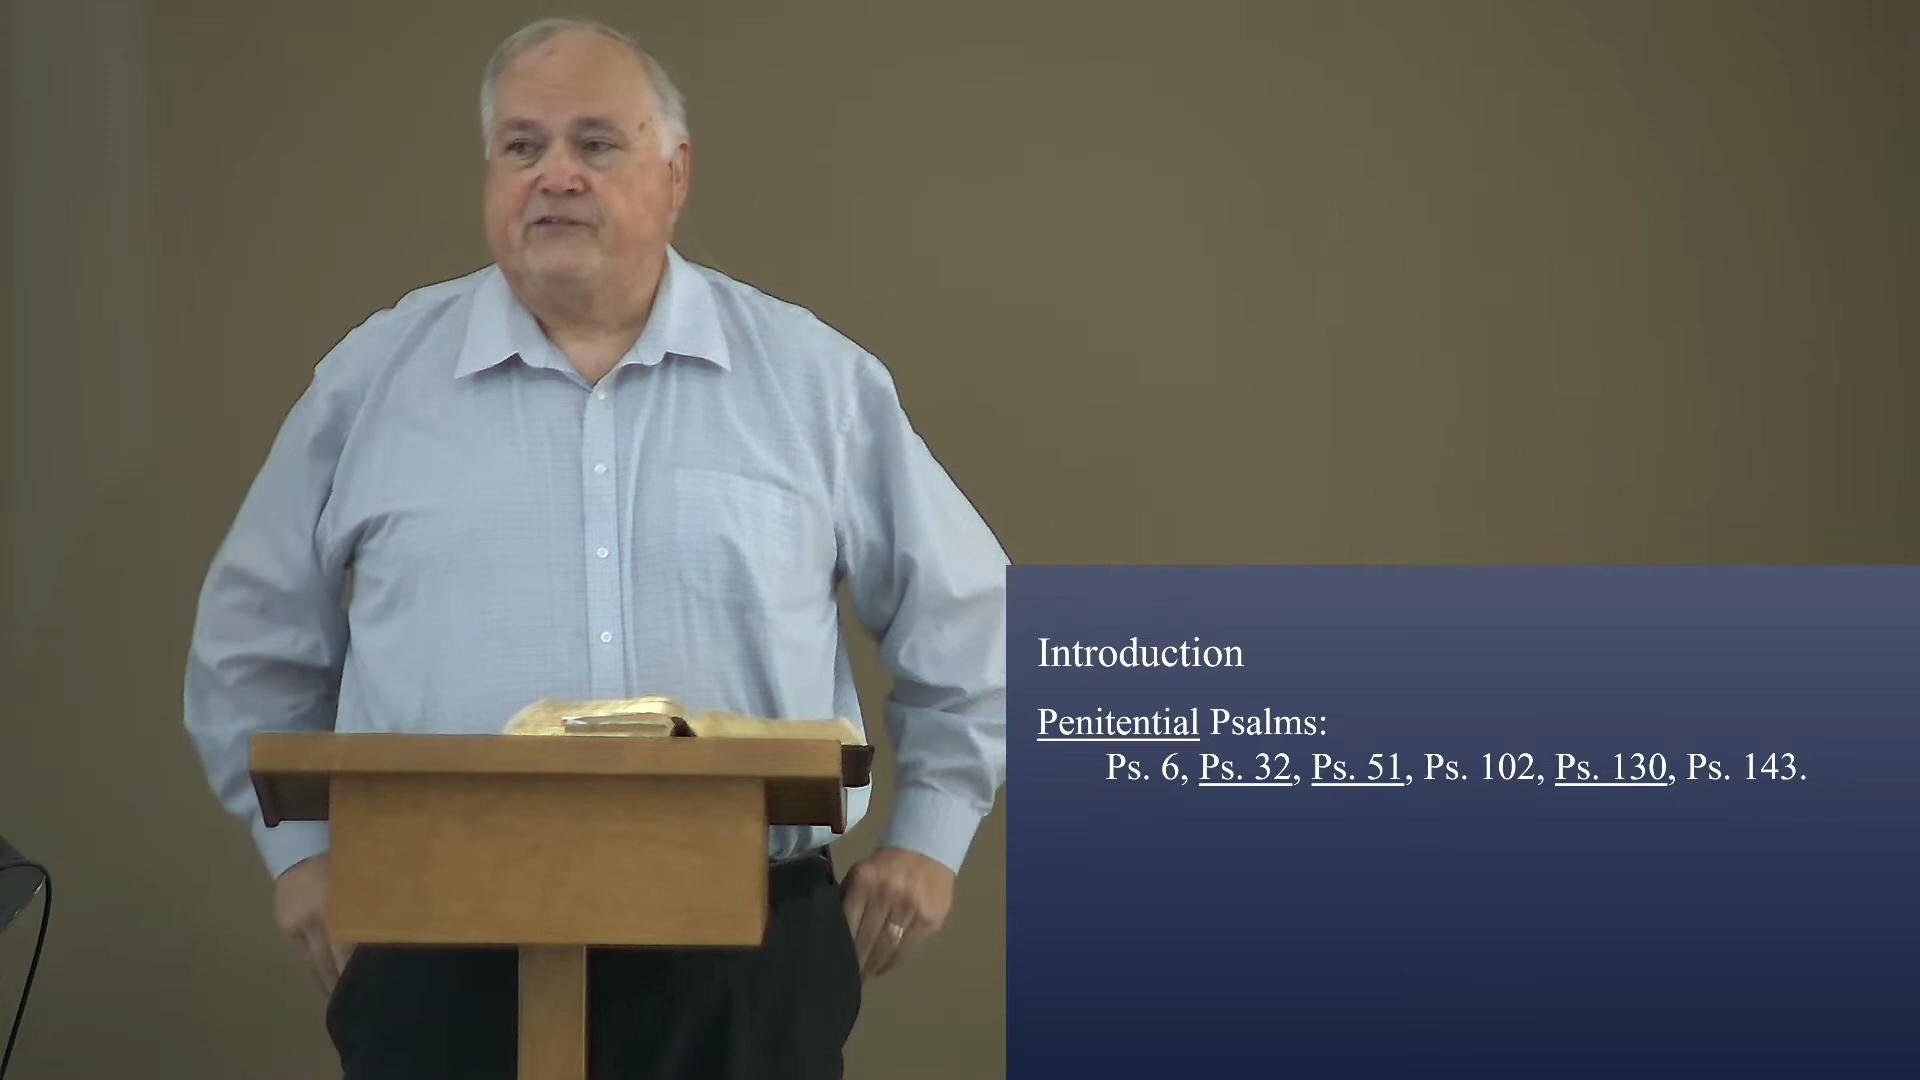 Introduction
Penitential Psalms:
Ps. 6, Ps. 32, Ps. 51, Ps. 102, Ps. 130, Ps. 143.